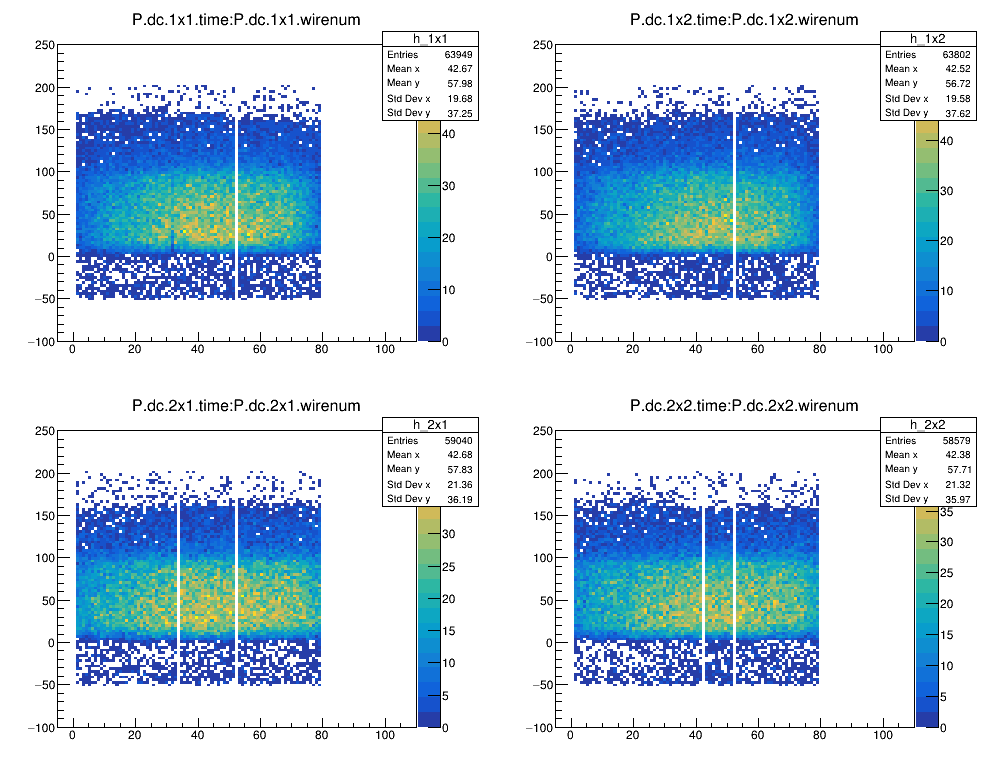 P.dc.1x1.time:P.dc.1x1.wirenum
h_1x1
Entries 63949
Mean x 42.67
Mean y 57.98
Std Dev x 19.68
Std Dev y 37.25
250
200
150
100
50
0
−50
−100
0 20 40 60 80 100
40
30
20
10
0
P.dc.1x2.time:P.dc.1x2.wirenum
h_1x2
Entries 63802
Mean x 42.52
Mean y 56.72
Std Dev x 19.58
Std Dev y 37.62
250
200
150
100
50
0
−50
−100
0 20 40 60 80 100
40
30
20
10
0
P.dc.2x1.time:P.dc.2x1.wirenum
h_2x1
Entries 59040
Mean x 42.68
Mean y 57.83
Std Dev x 21.36
Std Dev y 36.19
250
200
150
100
50
0
−50
−100
0 20 40 60 80 100
30
25
20
15
10
5
0
P.dc.2x2.time:P.dc.2x2.wirenum
h_2x2
Entries 58579
Mean x 42.38
Mean y 57.71
Std Dev x 21.32
Std Dev y 35.97
250
200
150
100
50
0
−50
−100
0 20 40 60 80 100
35
30
25
20
15
10
5
0